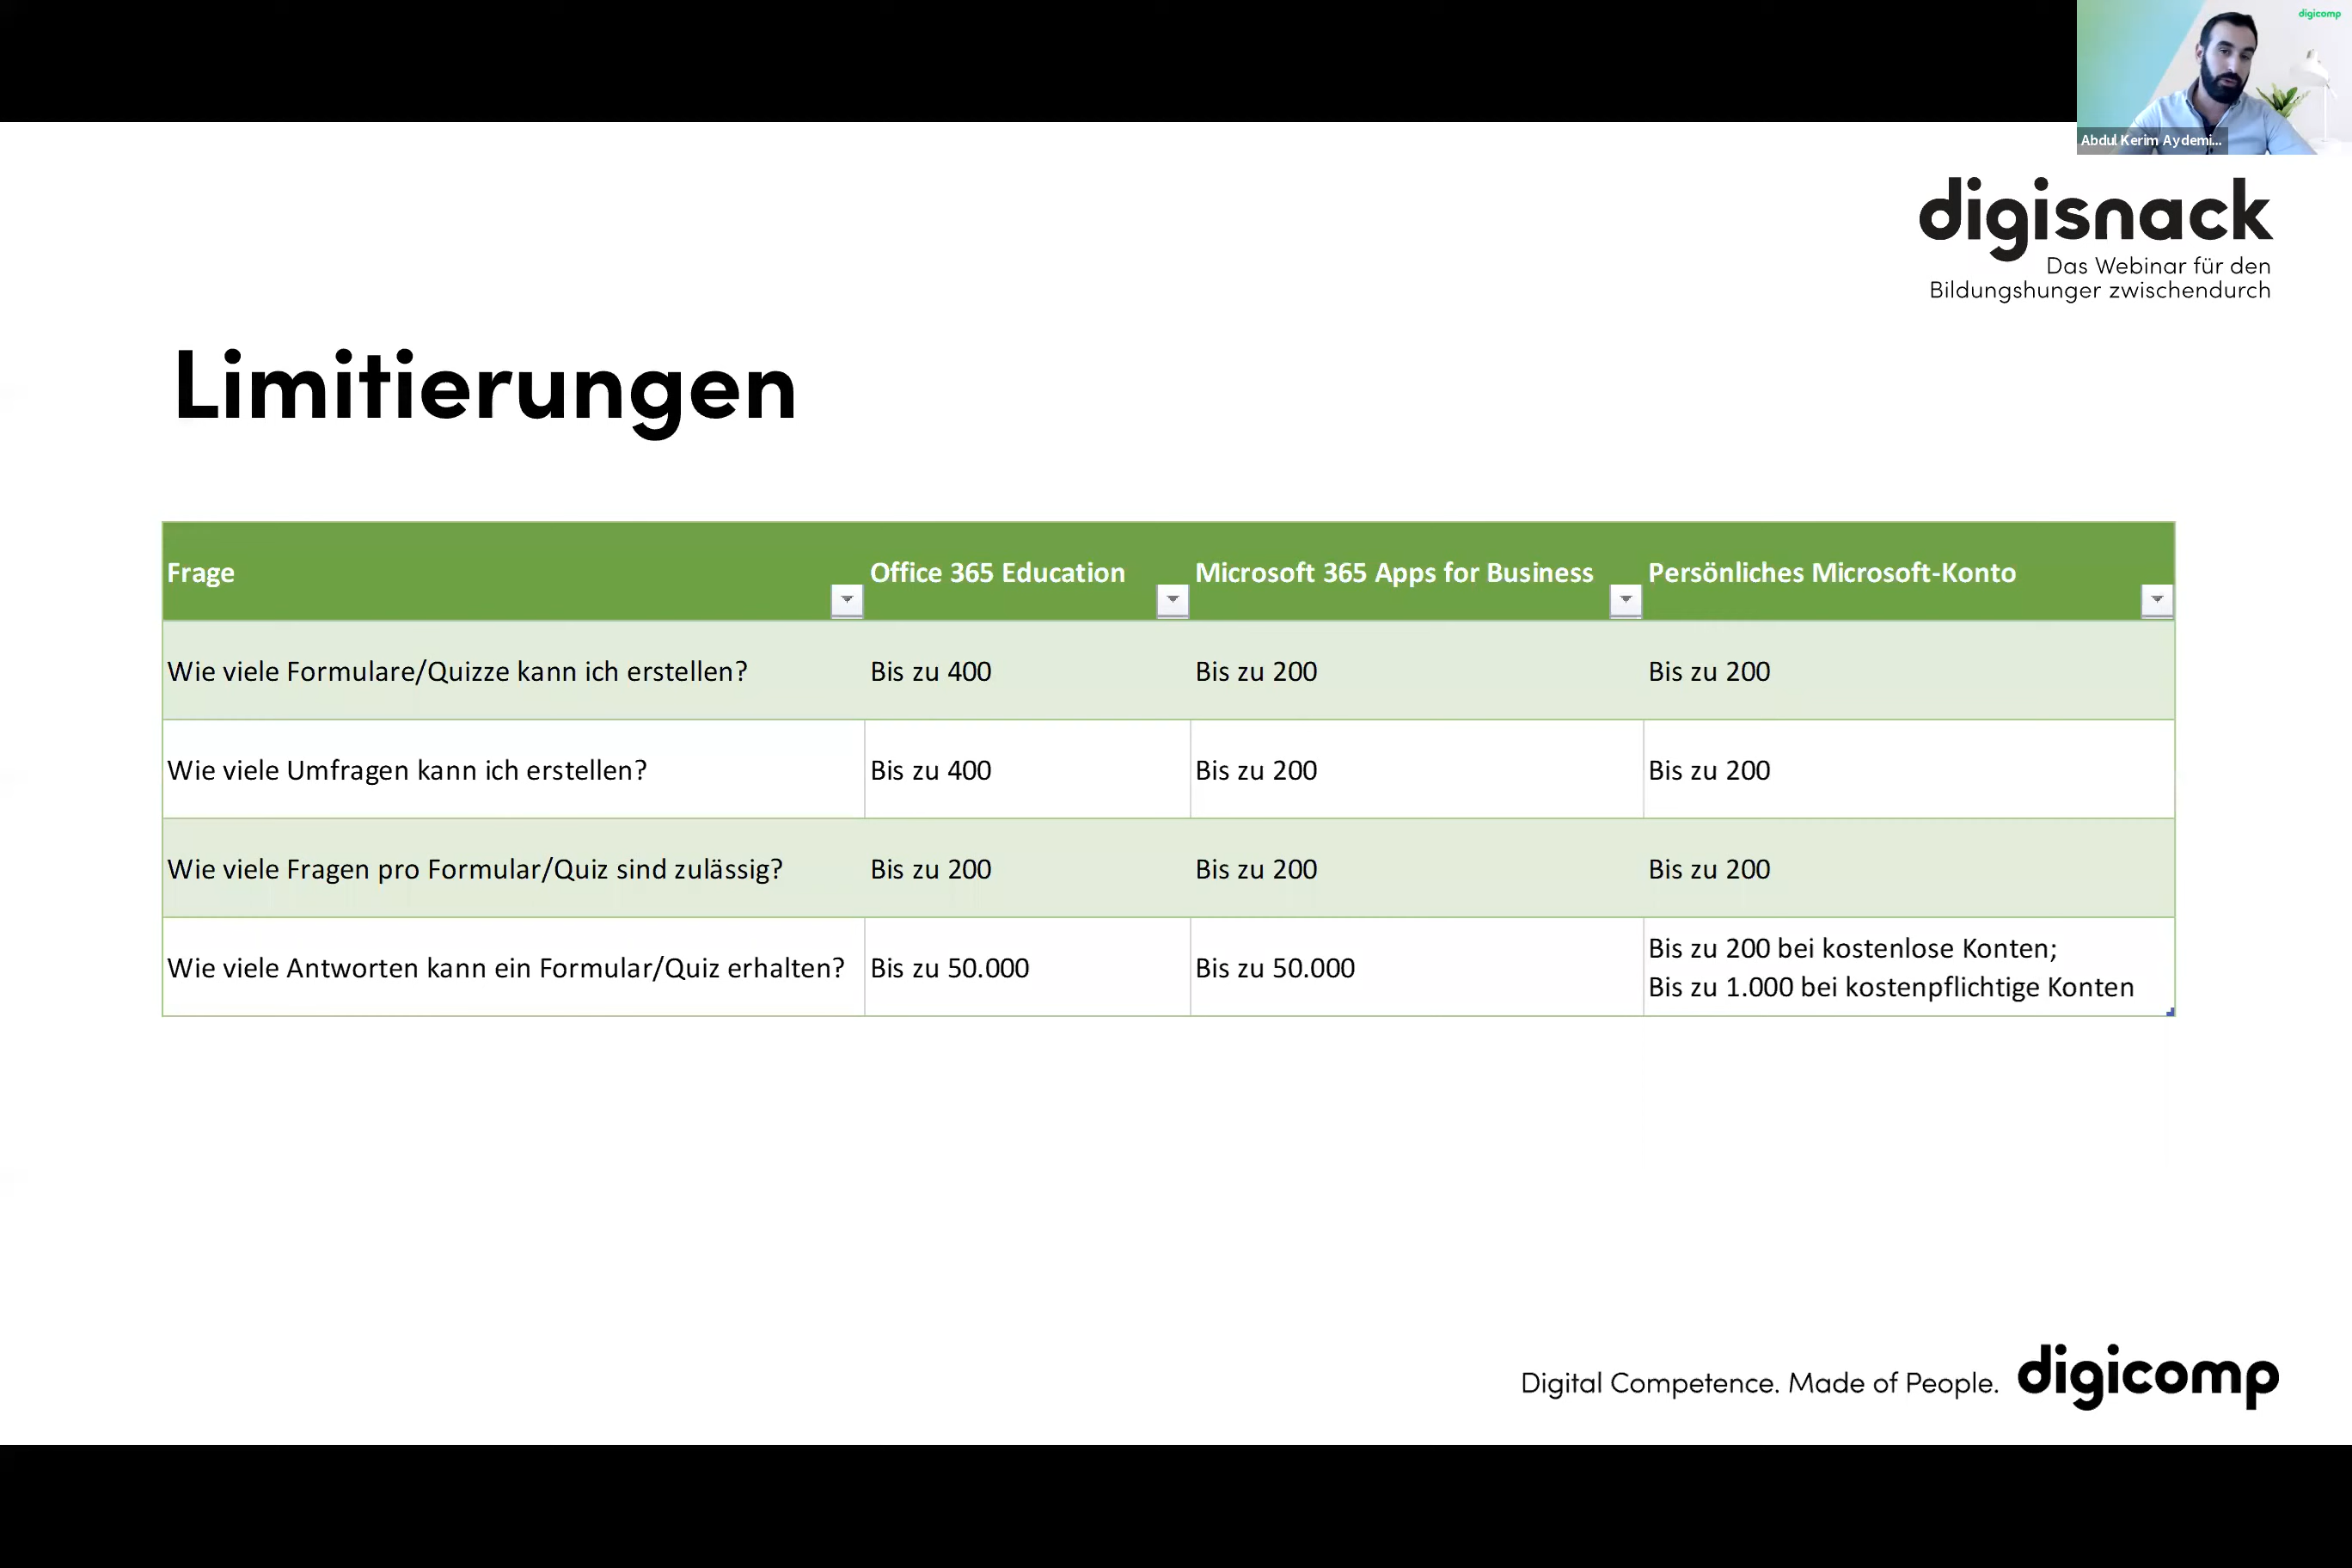 digicomp
Abdul Kerim Aydemi...
digisnack
Das Webinar für den
Bildungshunger zwischendurch
Limitierungen
Frage Office 365 Education Microsoft 365 Apps for Business Persönliches Microsoft-Konto
Wie viele Formulare/Quizze kann ich erstellen? Bis zu 400 Bis zu 200 Bis zu 200
Wie viele Umfragen kann ich erstellen? Bis zu 400 Bis zu 200 Bis zu 200
Wie viele Fragen pro Formular/Quiz sind zulässig? Bis zu 200 Bis zu 200 Bis zu 200
Wie viele Antworten kann ein Formular/Quiz erhalten? Bis zu 50.000 Bis zu 50.000 Bis zu 200 bei kostenlose Konten;
Bis zu 1.000 bei kostenpflichtige Konten
Digital Competence. Made of People. digicomp